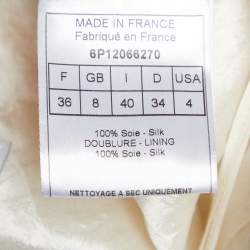 MADE IN FRANCE
Fabriqué en France
6P12066270
F GB I D USA
36 8 40 34 4
100% Soie - Silk
DOUBLURE - LINING
100% Soie - Silk
NETTOYAGE A SEC UNIQUEMENT